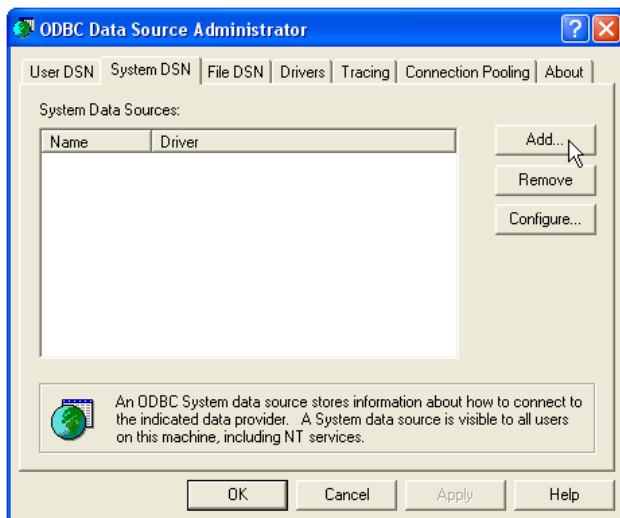 ODBC Data Source Administrator
User DSN System DSN File DSN Drivers Tracing Connection Pooling About
System Data Sources:
Name Driver
Add...
Remove
Configure...
An ODBC System data source stores information about how to connect to
the indicated data provider. A System data source is visible to all users
on this machine, including NT services.
OK Cancel Apply Help